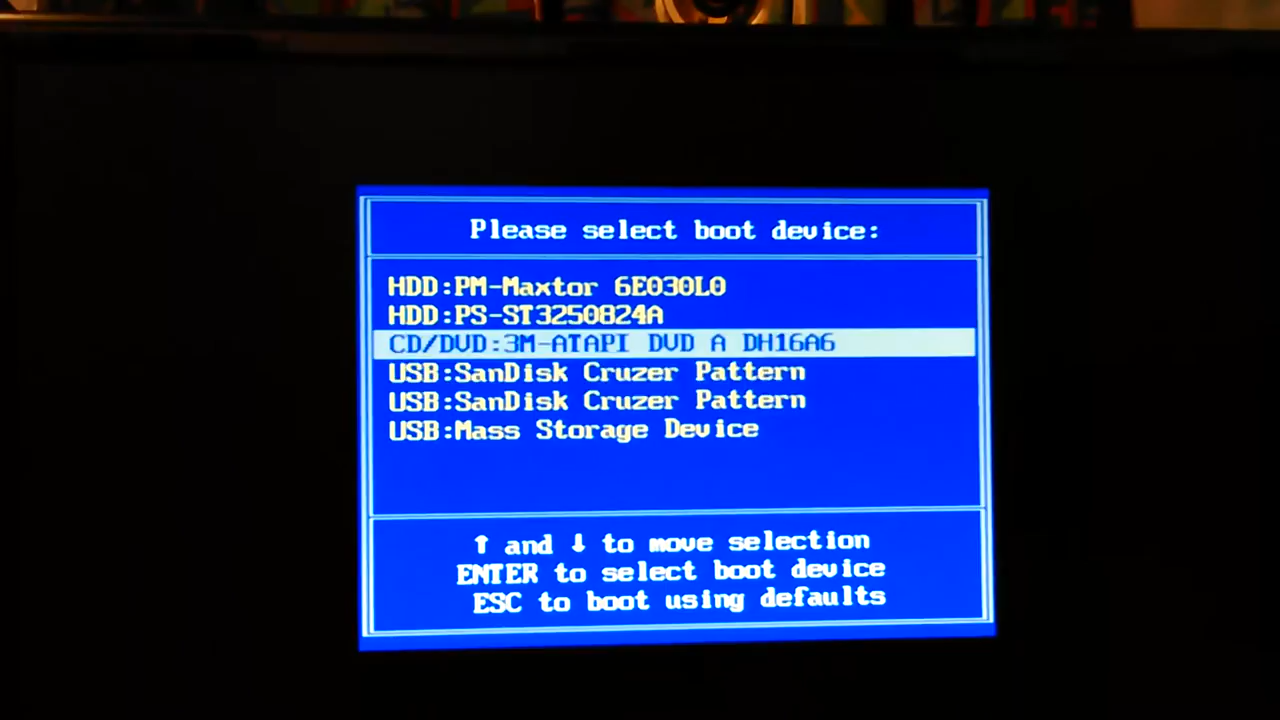 Please select boot device:
HDD:PM-Maxtor 6E030L0
HDD:PS-ST3250824A
CD/DVD:3M-ATAPI DVD A DH16A6
USB:SanDisk Cruzer Pattern
USB:SanDisk Cruzer Pattern
USB:Mass Storage Device
↑ and ↓ to move selection
ENTER to select boot device
ESC to boot using defaults